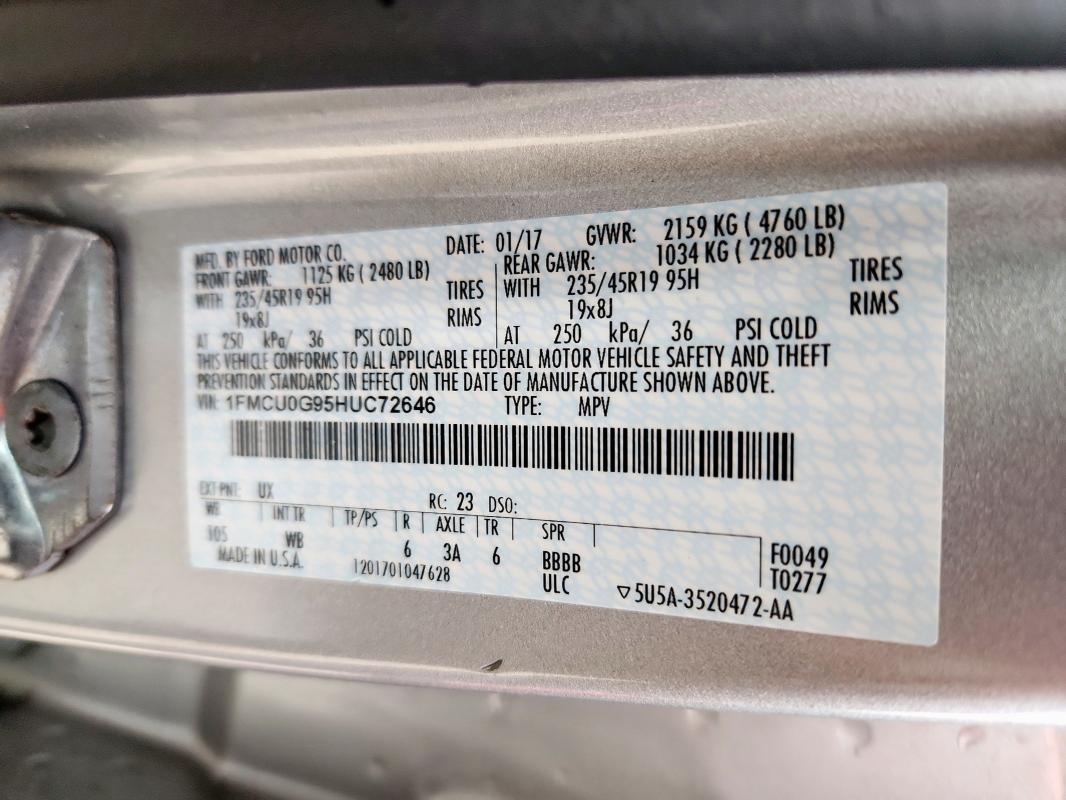 MFD. BY FORD MOTOR CO. DATE: 01/17 GVWR: 2159 KG ( 4760 LB)
FRONT GAWR: 1125 KG ( 2480 LB) REAR GAWR: 1034 KG ( 2280 LB)
WITH 235/45R19 95H TIRES WITH 235/45R19 95H TIRES
19x8J RIMS 19x8J RIMS
AT 250 kPa/ 36 PSI COLD AT 250 kPa/ 36 PSI COLD
THIS VEHICLE CONFORMS TO ALL APPLICABLE FEDERAL MOTOR VEHICLE SAFETY AND THEFT
PREVENTION STANDARDS IN EFFECT ON THE DATE OF MANUFACTURE SHOWN ABOVE.
VIN: 1FMCU0G95HUC72646 TYPE: MPV
EXT PNT: UX RC: 23 DSO:
WB INT TR TP/PS R AXLE TR SPR
105 WB 6 3A 6 BBBB F0049
ULC T0277
MADE IN U.S.A. 1201701047628 ▽5U5A-3520472-AA